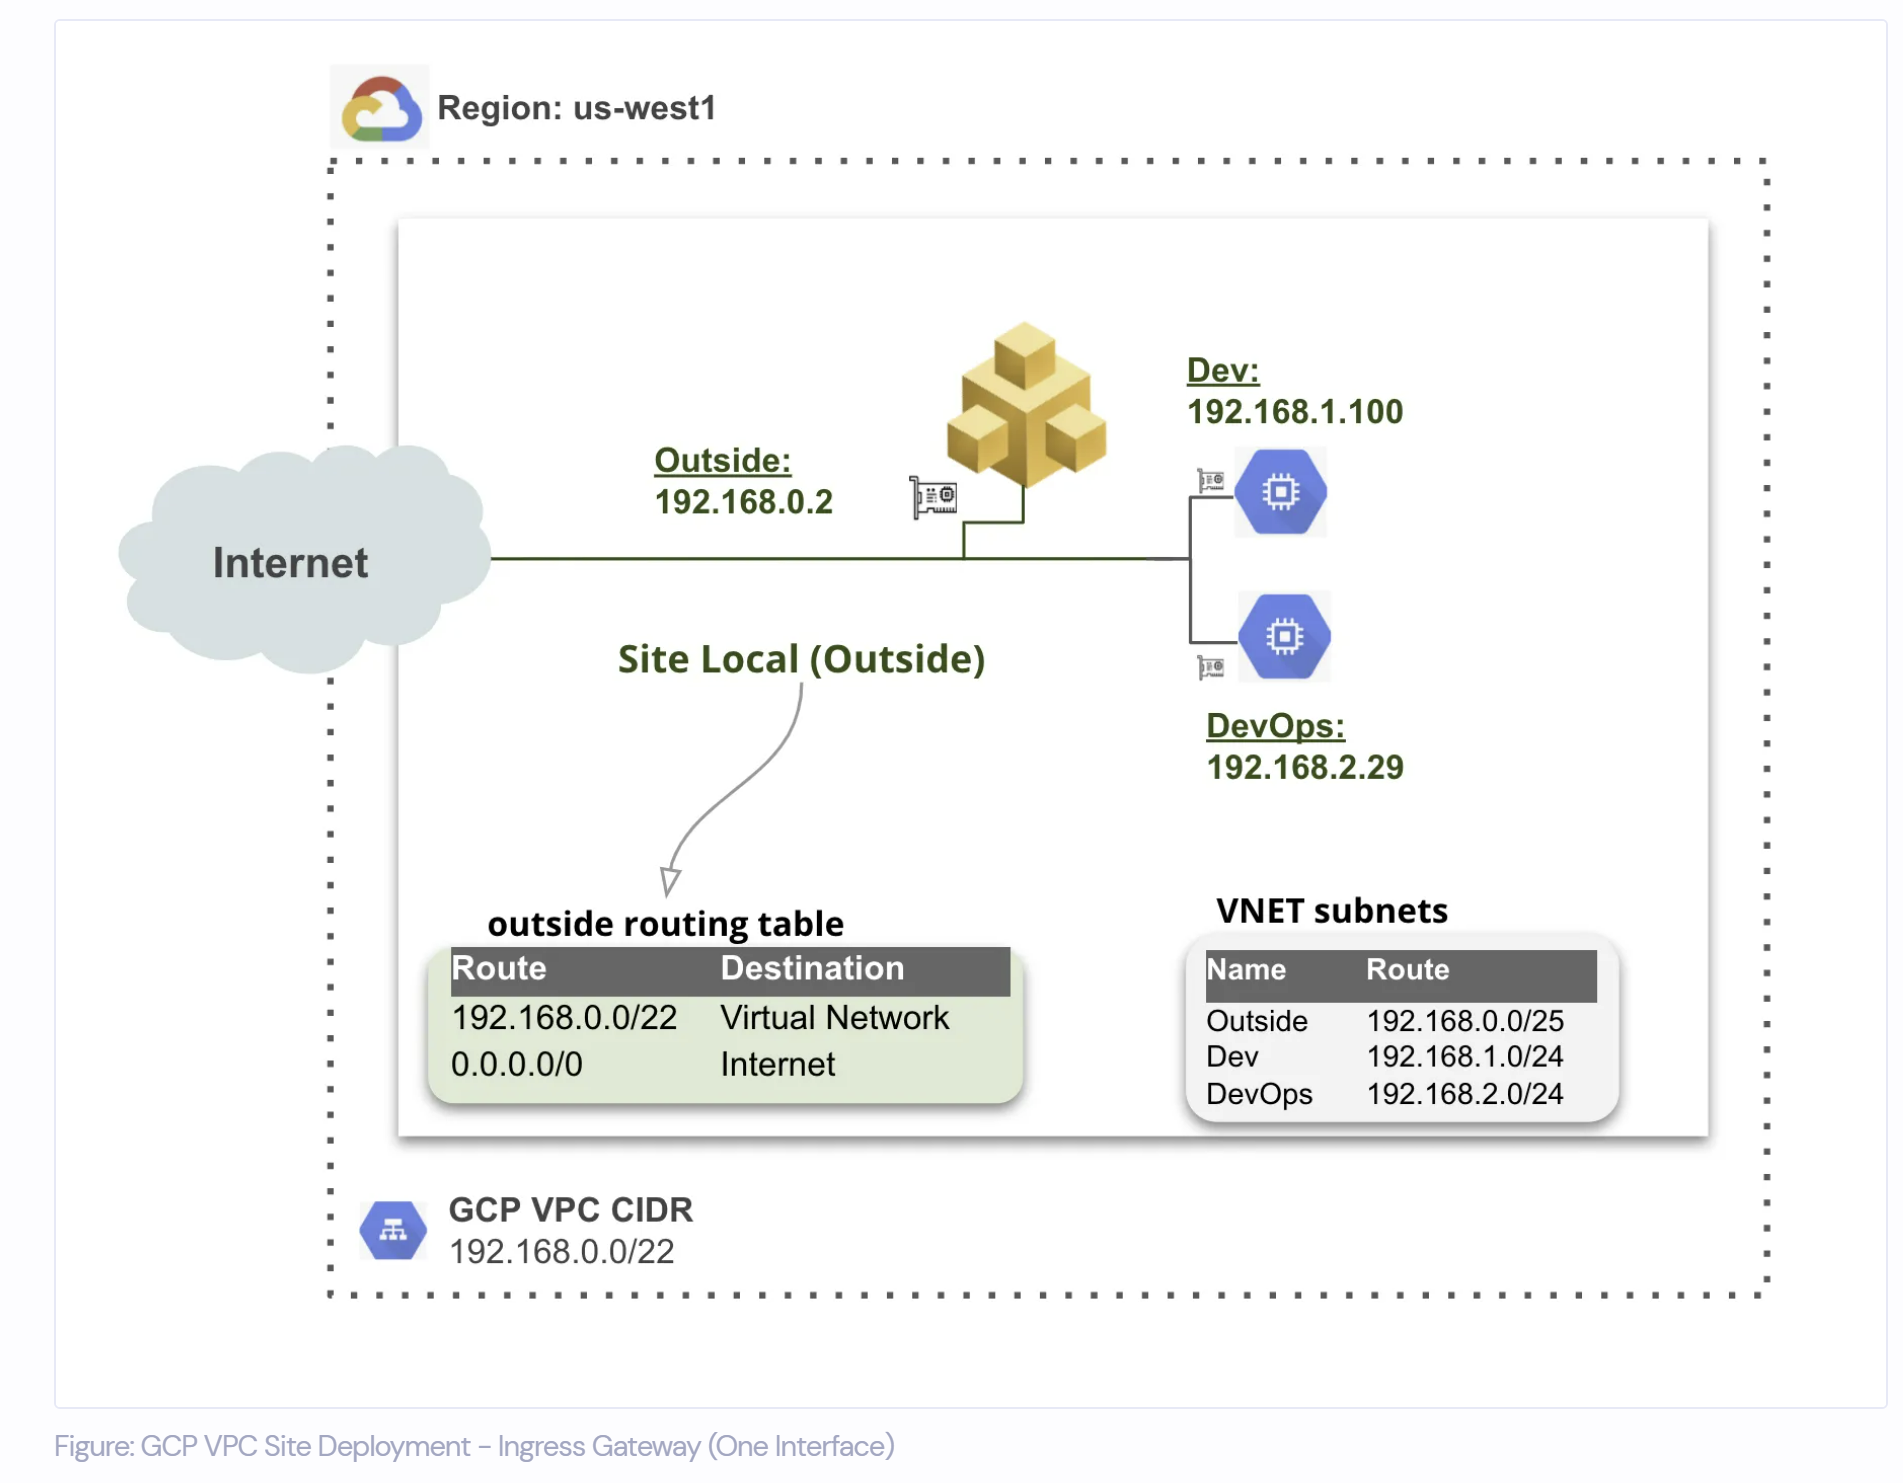 Region: us-west1
Dev:
192.168.1.100
Outside:
192.168.0.2
Internet
Site Local (Outside)
DevOps:
192.168.2.29
outside routing table
Route Destination
192.168.0.0/22 Virtual Network
0.0.0.0/0 Internet
VNET subnets
Name Route
Outside 192.168.0.0/25
Dev 192.168.1.0/24
DevOps 192.168.2.0/24
GCP VPC CIDR
192.168.0.0/22
Figure: GCP VPC Site Deployment - Ingress Gateway (One Interface)